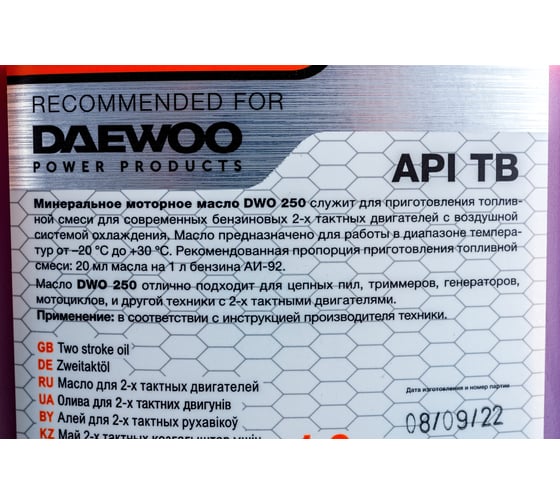 RECOMMENDED FOR
DAEWOO
POWER PRODUCTS
API TB
Минеральное моторное масло DWO 250 служит для приготовления топлив-
ной смеси для современных бензиновых 2-х тактных двигателей с воздушной
системой охлаждения. Масло предназначено для работы в диапазоне темпера-
тур от –20 °C до +30 °C. Рекомендованная пропорция приготовления топливной
смеси: 20 мл масла на 1 л бензина АИ-92.
Масло DWO 250 отлично подходит для цепных пил, триммеров, генераторов,
мотоциклов, и другой техники с 2-х тактными двигателями.
Применение: в соответствии с инструкцией производителя техники.
GB Two stroke oil
DE Zweitaktöl
RU Масло для 2-х тактных двигателей
UA Олива для 2-тактних двигунів
BY Алей для 2-тактных рухавікоў
KZ Май 2-х тактных
Дата изготовления и номер партии
08/09/22